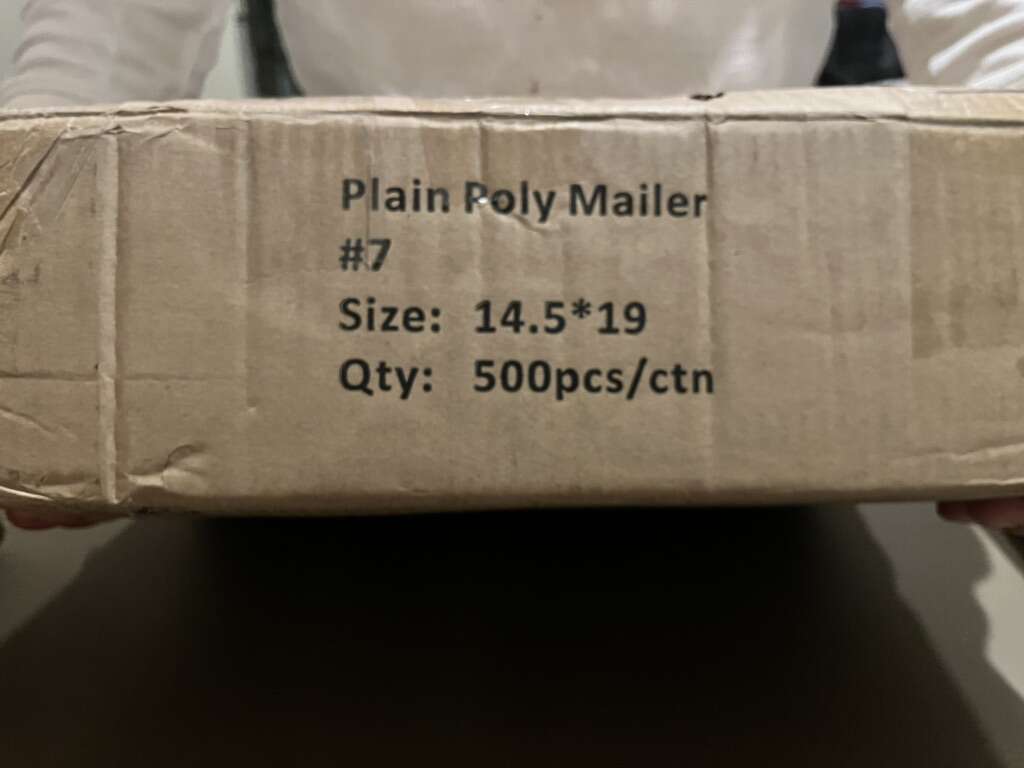 Plain Poly Mailer
#7
Size: 14.5*19
Qty: 500pcs/ctn